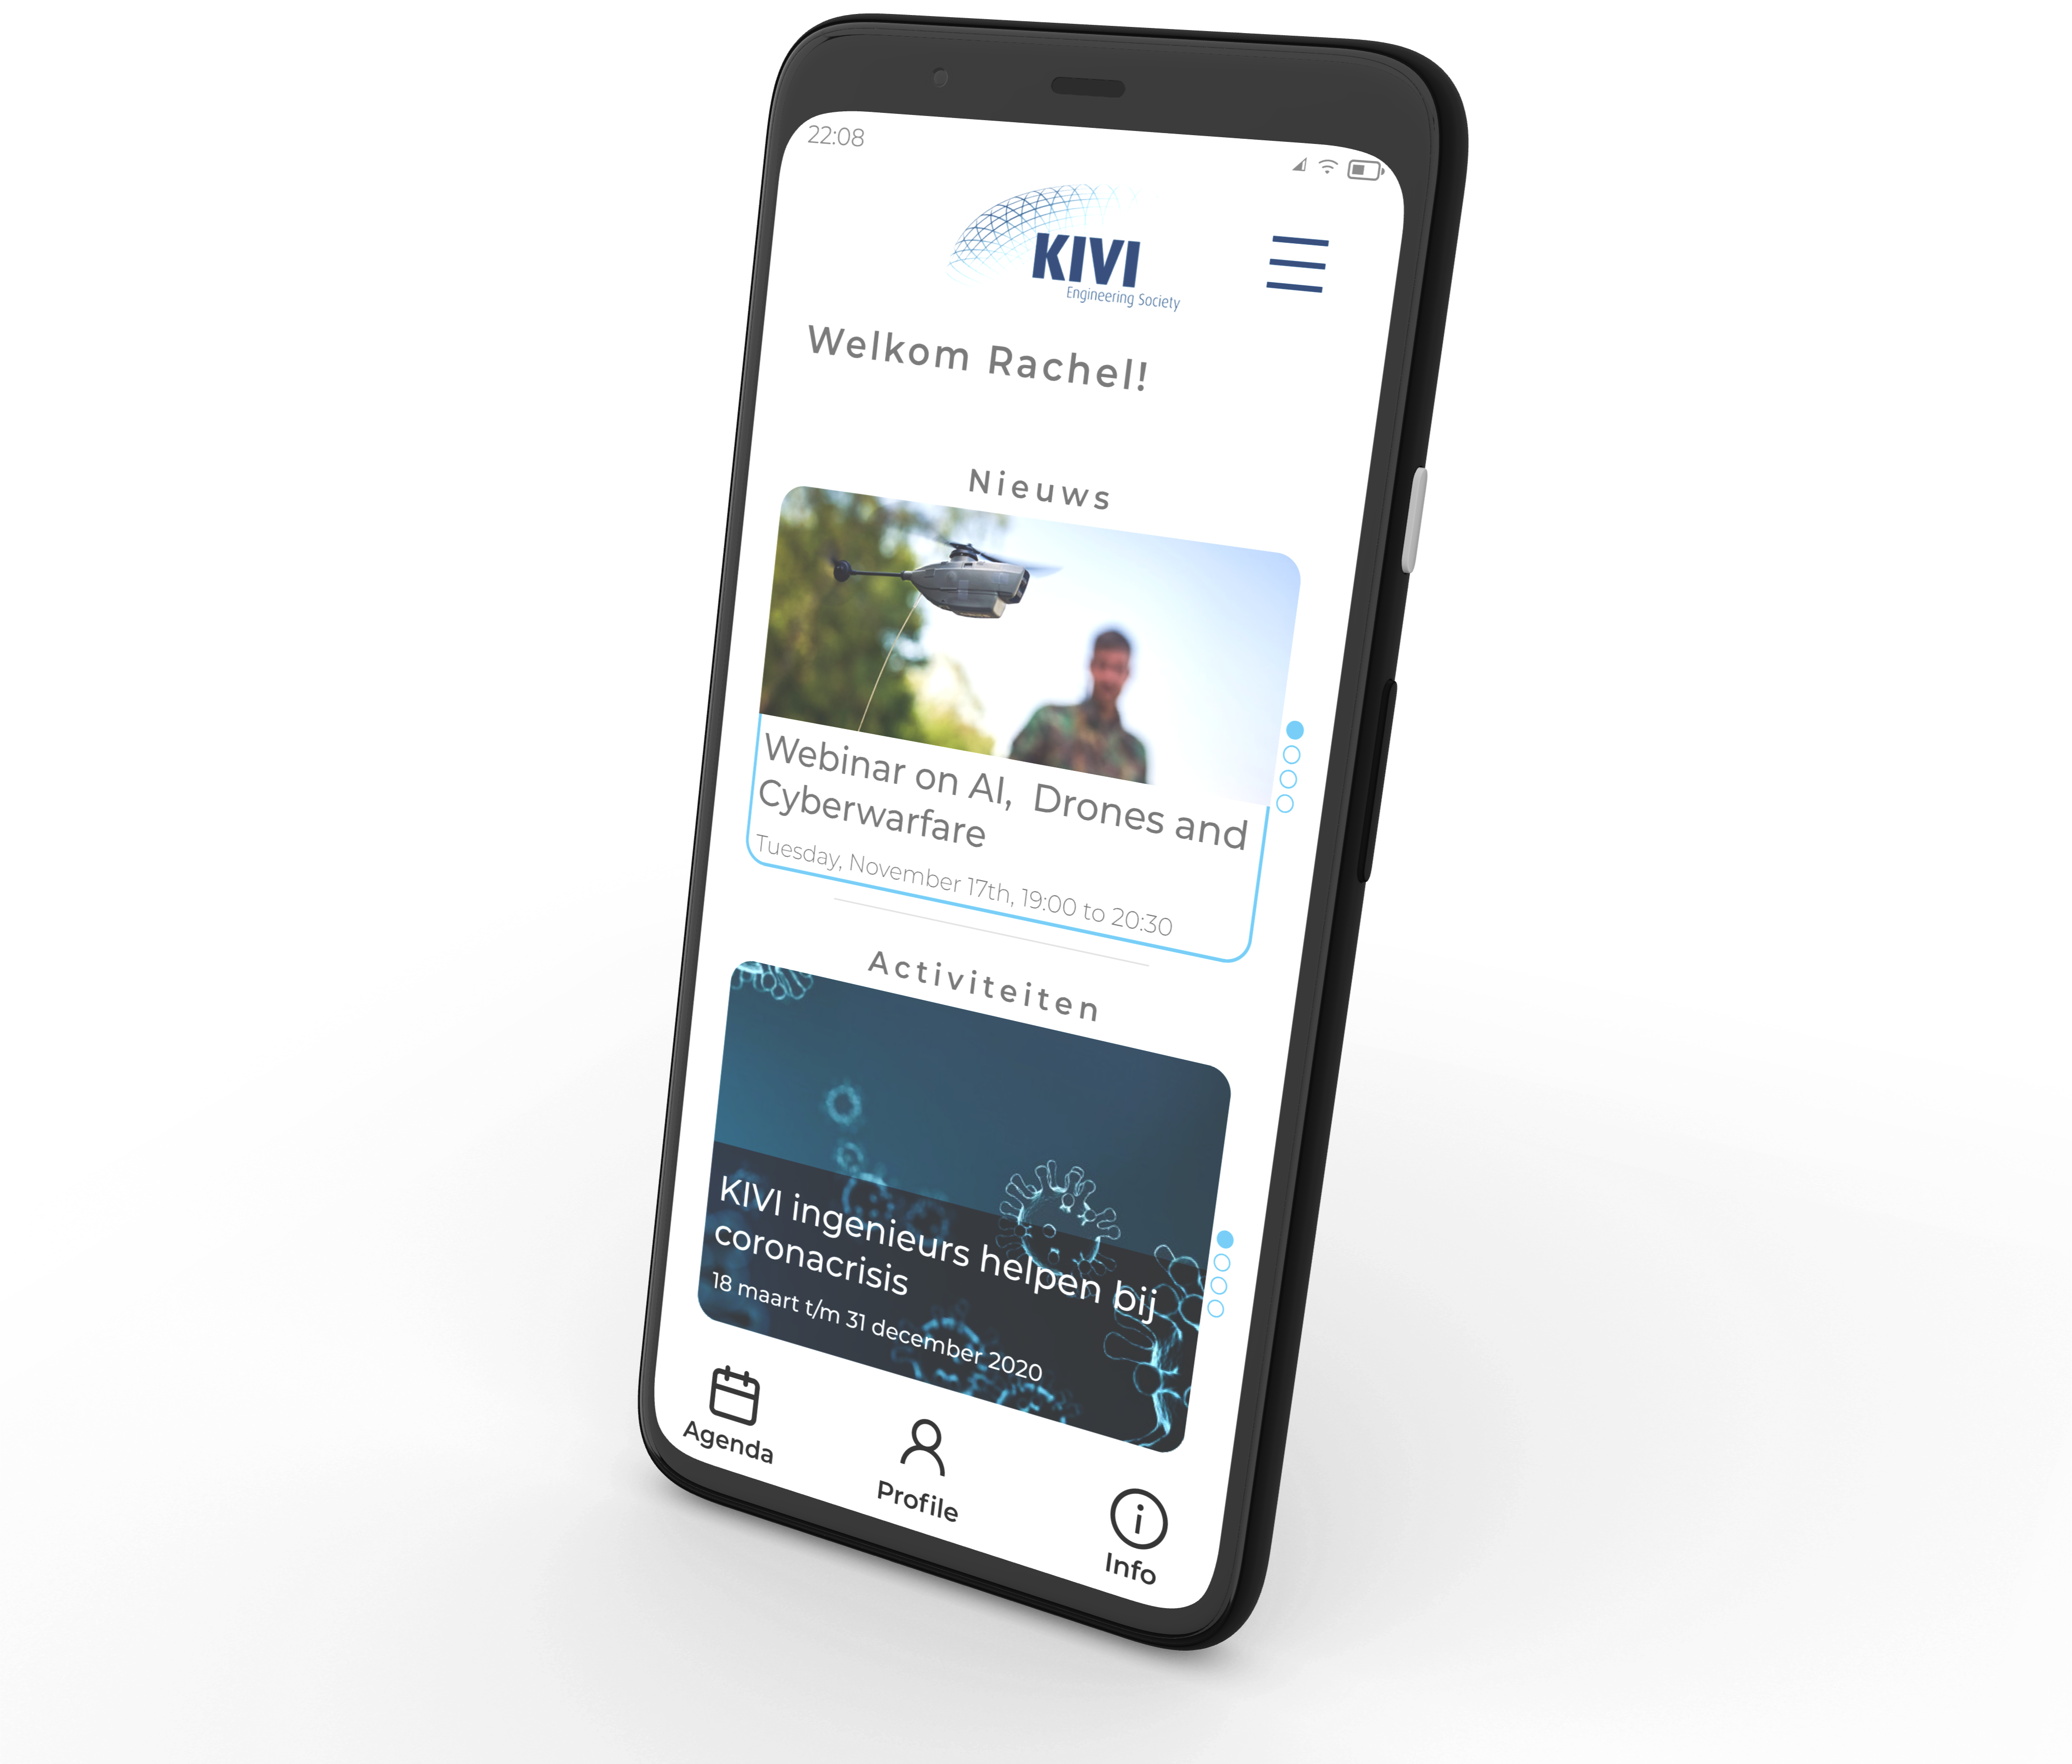 22:08
KIVI
Engineering Society
Welkom Rachel!
Nieuws
Webinar on AI, Drones and
Cyberwarfare
Tuesday, November 17th, 19:00 to 20:30
Activiteiten
KIVI ingenieurs helpen bij
coronacrisis
18 maart t/m 31 december 2020
Agenda
Profile
Info